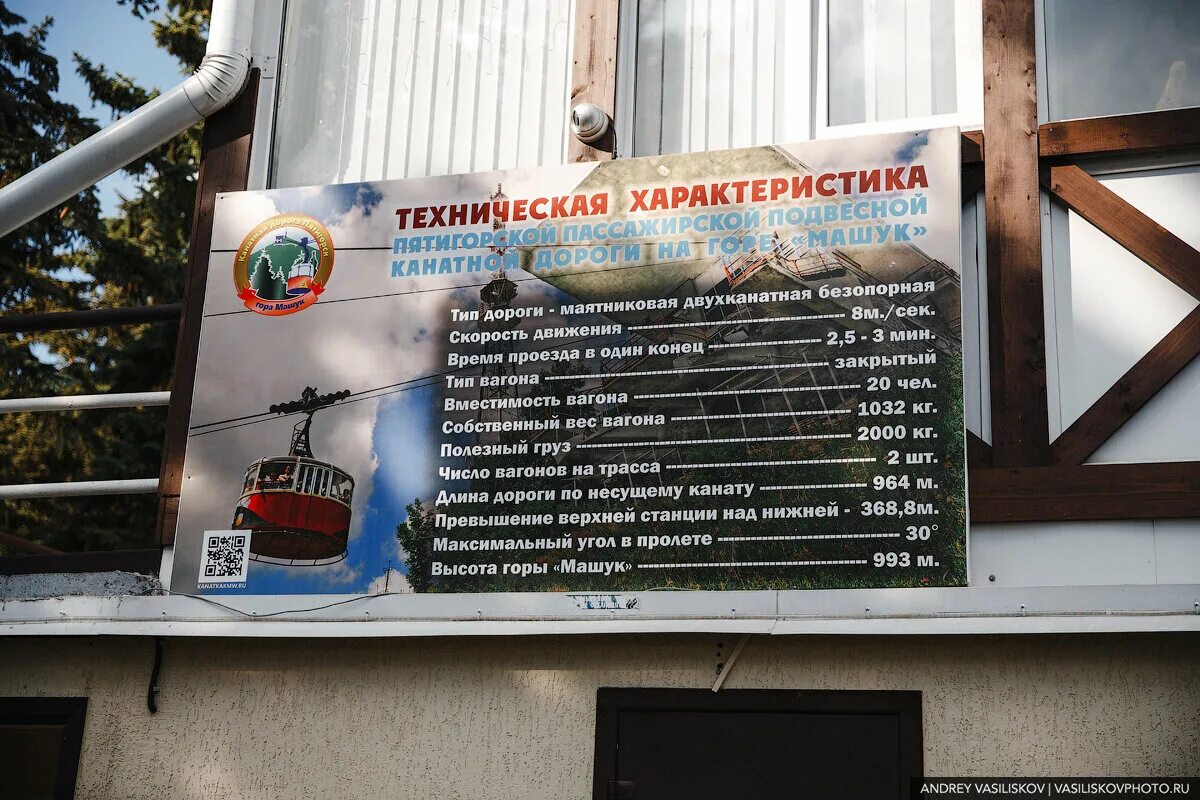 ТЕХНИЧЕСКАЯ ХАРАКТЕРИСТИКА
ПЯТИГОРСКОЙ ПАССАЖИРСКОЙ ПОДВЕСНОЙ
КАНАТНОЙ ДОРОГИ НА ГОРЕ «МАШУК»
Канатная Дорога Пятигорск
гора Машук
Тип дороги - маятниковая двухканатная безопорная
Скорость движения 8м./сек.
Время проезда в один конец 2,5 - 3 мин.
Тип вагона закрытый
Вместимость вагона 20 чел.
Собственный вес вагона 1032 кг.
Полезный груз 2000 кг.
Число вагонов на трасса 2 шт.
Длина дороги по несущему канату 964 м.
Превышение верхней станции над нижней - 368,8м.
Максимальный угол в пролете 30°
Высота горы «Машук» 993 м.
KANATKAKMW.RU
ANDREY VASILISKOV | VASILISKOVPHOTO.RU